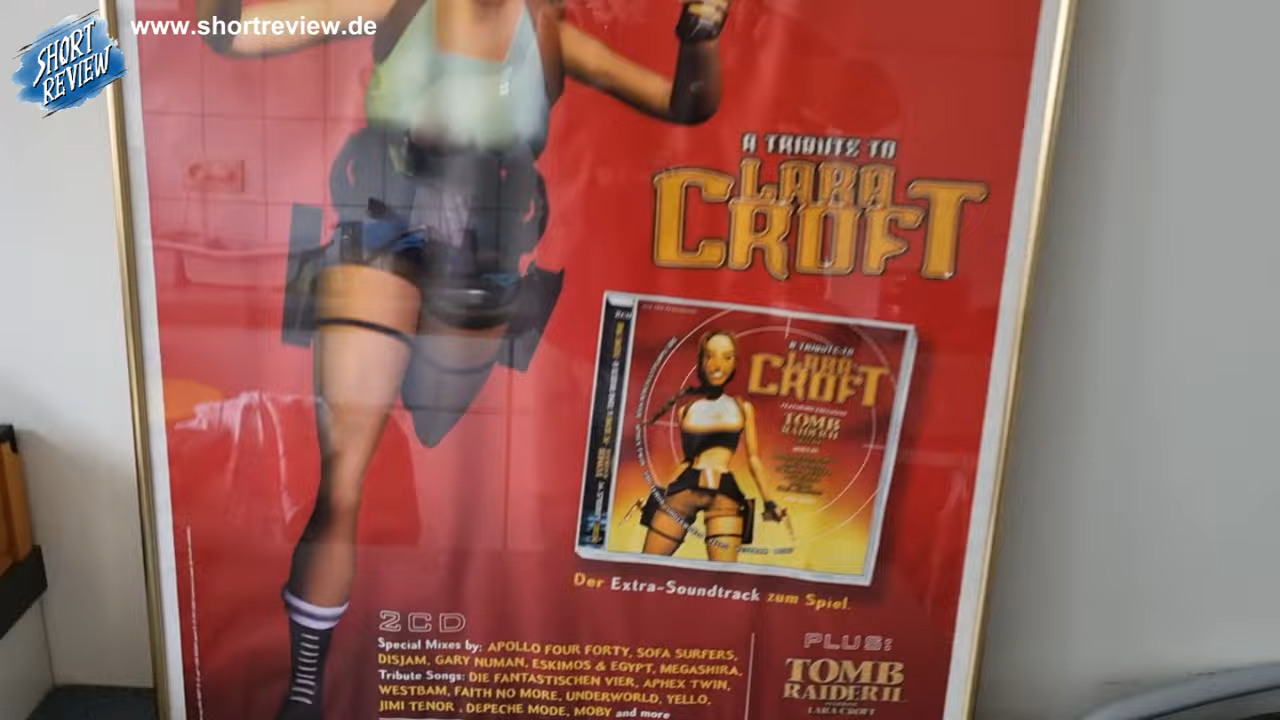 www.shortreview.de
SHORT
REVIEW
A TRIBUTE TO
LARA
CROFT
A TRIBUTE TO
LARA
CROFT
TOMB
RAIDER II
Der Extra-Soundtrack zum Spiel.
2CD
Special Mixes by: APOLLO FOUR FORTY, SOFA SURFERS,
DISJAM, GARY NUMAN, ESKIMOS & EGYPT, MEGASHIRA,
Tribute Songs: DIE FANTASTISCHEN VIER, APHEX TWIN,
WESTBAM, FAITH NO MORE, UNDERWORLD, YELLO,
JIMI TENOR , DEPECHE MODE, MOBY and more
PLUS:
TOMB
RAIDER II
LARA CROFT